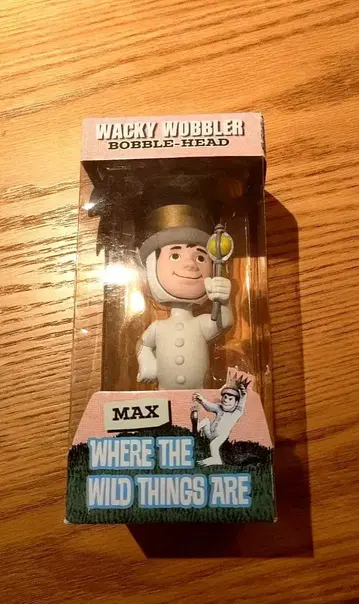 WACKY WOBBLER
BOBBLE-HEAD
MAX
WHERE THE
WILD THINGS ARE